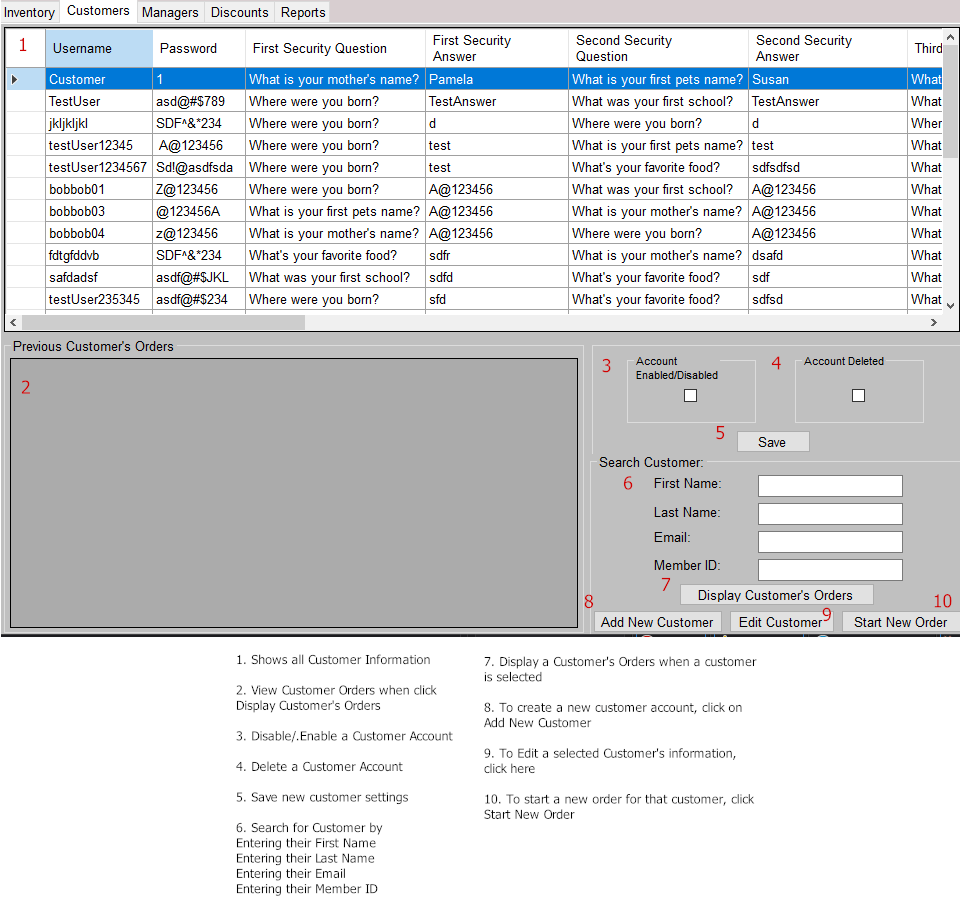 Inventory Customers Managers Discounts Reports
1 Username Password First Security Question First Security Answer Second Security Question Second Security Answer Third
Customer 1 What is your mother's name? Pamela What is your first pets name? Susan What
TestUser asd@#$789 Where were you born? TestAnswer What was your first school? TestAnswer What
jkljkljkl SDF^&*234 Where were you born? d Where were you born? d Wher
testUser12345 A@123456 Where were you born? test What is your first pets name? test What
testUser1234567 Sd!@asdfsda Where were you born? test What's your favorite food? sdfsdfsd What
bobbob01 Z@123456 Where were you born? A@123456 What was your first school? A@123456 What
bobbob03 @123456A What is your first pets name? A@123456 What is your mother's name? A@123456 What
bobbob04 z@123456 What is your mother's name? A@123456 Where were you born? A@123456 What
fdtgfddvb SDF^&*234 What's your favorite food? sdfr What is your mother's name? dsafd What
safdadsf asdf@#$JKL What was your first school? sdfd What's your favorite food? sdf What
testUser235345 asdf@#$234 Where were you born? sfd What's your favorite food? sdfsd What
Previous Customer's Orders
2
3 Account Enabled/Disabled
4 Account Deleted
5 Save
Search Customer:
6 First Name:
Last Name:
Email:
Member ID:
7 Display Customer's Orders
8 Add New Customer
9 Edit Customer
10 Start New Order
1. Shows all Customer Information
2. View Customer Orders when click
Display Customer's Orders
3. Disable/.Enable a Customer Account
4. Delete a Customer Account
5. Save new customer settings
6. Search for Customer by
Entering their First Name
Entering their Last Name
Entering their Email
Entering their Member ID
7. Display a Customer's Orders when a customer
is selected
8. To create a new customer account, click on
Add New Customer
9. To Edit a selected Customer's information,
click here
10. To start a new order for that customer, click
Start New Order